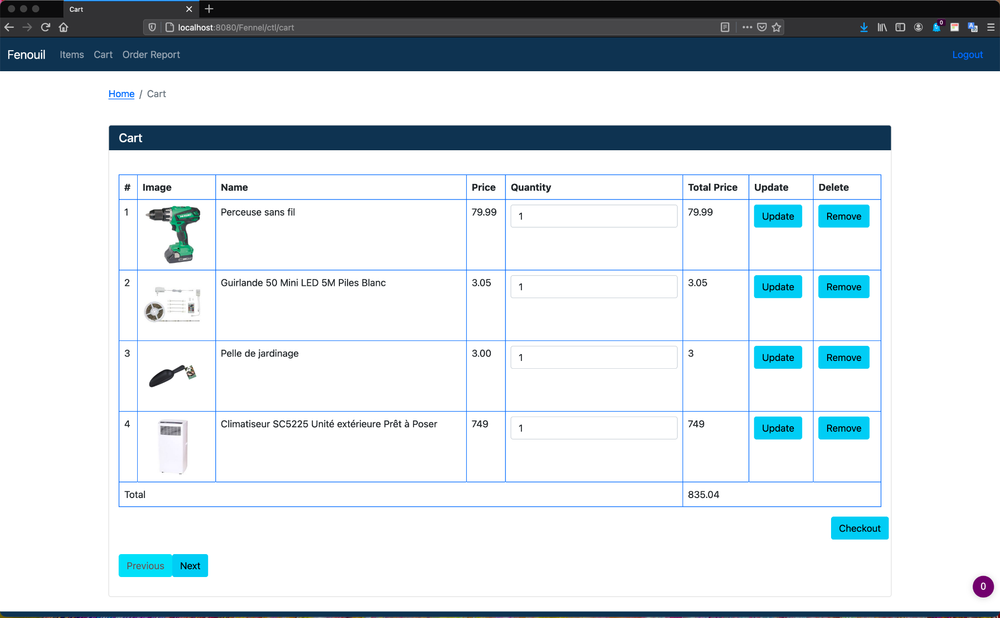 Cart
localhost:8080/Fennel/ctl/cart
0
Fenouil Items Cart Order Report Logout
Home / Cart
Cart
# Image Name Price Quantity Total Price Update Delete
1 HiKOKI Perceuse sans fil 79.99 1 79.99 Update Remove
2 Guirlande 50 Mini LED 5M Piles Blanc 3.05 1 3.05 Update Remove
3 Pelle de jardinage 3.00 1 3 Update Remove
4 Climatiseur SC5225 Unité extérieure Prêt à Poser 749 1 749 Update Remove
Total 835.04
Checkout
Previous Next
0